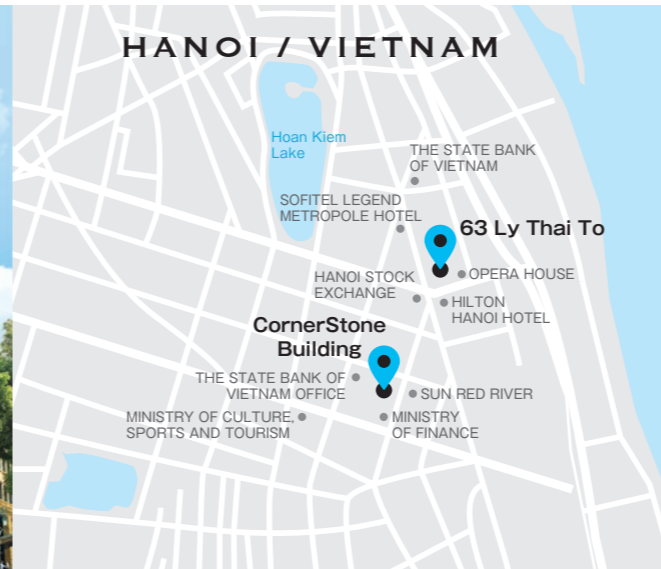 HANOI / VIETNAM
Hoan Kiem
Lake
THE STATE BANK
OF VIETNAM
SOFITEL LEGEND
METROPOLE HOTEL
63 Ly Thai To
OPERA HOUSE
HANOI STOCK
EXCHANGE
HILTON
HANOI HOTEL
CornerStone
Building
THE STATE BANK OF
VIETNAM OFFICE
SUN RED RIVER
MINISTRY OF CULTURE,
SPORTS AND TOURISM
MINISTRY
OF FINANCE